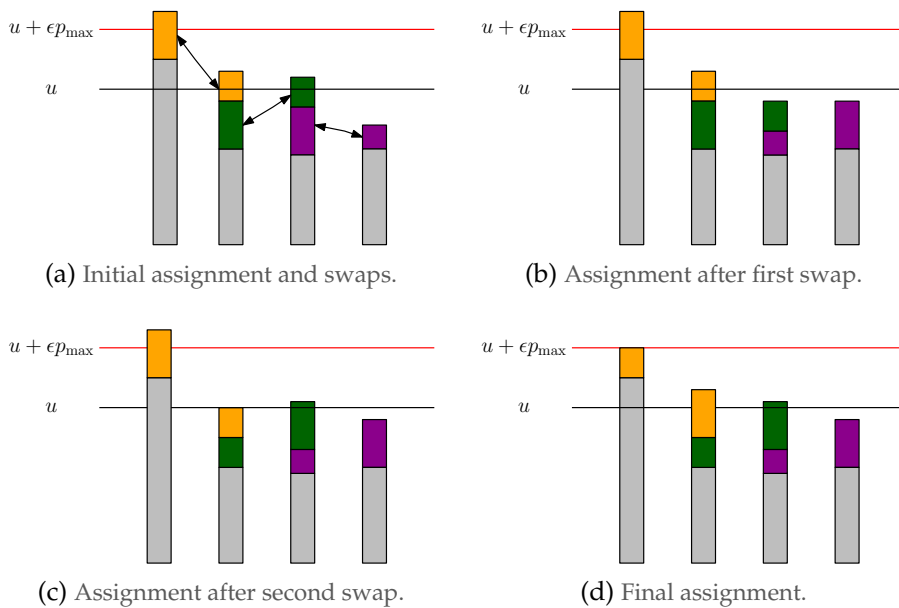 u + ϵp_max
u
(a) Initial assignment and swaps.
u + ϵp_max
u
(b) Assignment after first swap.
u + ϵp_max
u
(c) Assignment after second swap.
u + ϵp_max
u
(d) Final assignment.